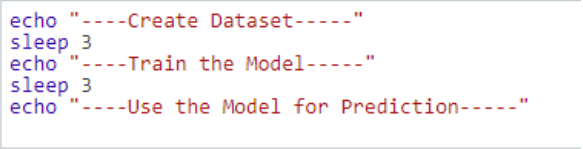 echo "----Create Dataset-----"
sleep 3
echo "----Train the Model-----"
sleep 3
echo "----Use the Model for Prediction-----"